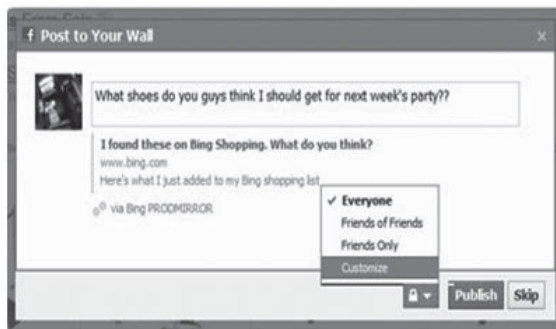 f Post to Your Wall
What shoes do you guys think I should get for next week's party??
I found these on Bing Shopping. What do you think?
www.bing.com
Here's what I just added to my Bing shopping list
via Bing PRODMIRROR
✓ Everyone
Friends of Friends
Friends Only
Customize
Publish Skip